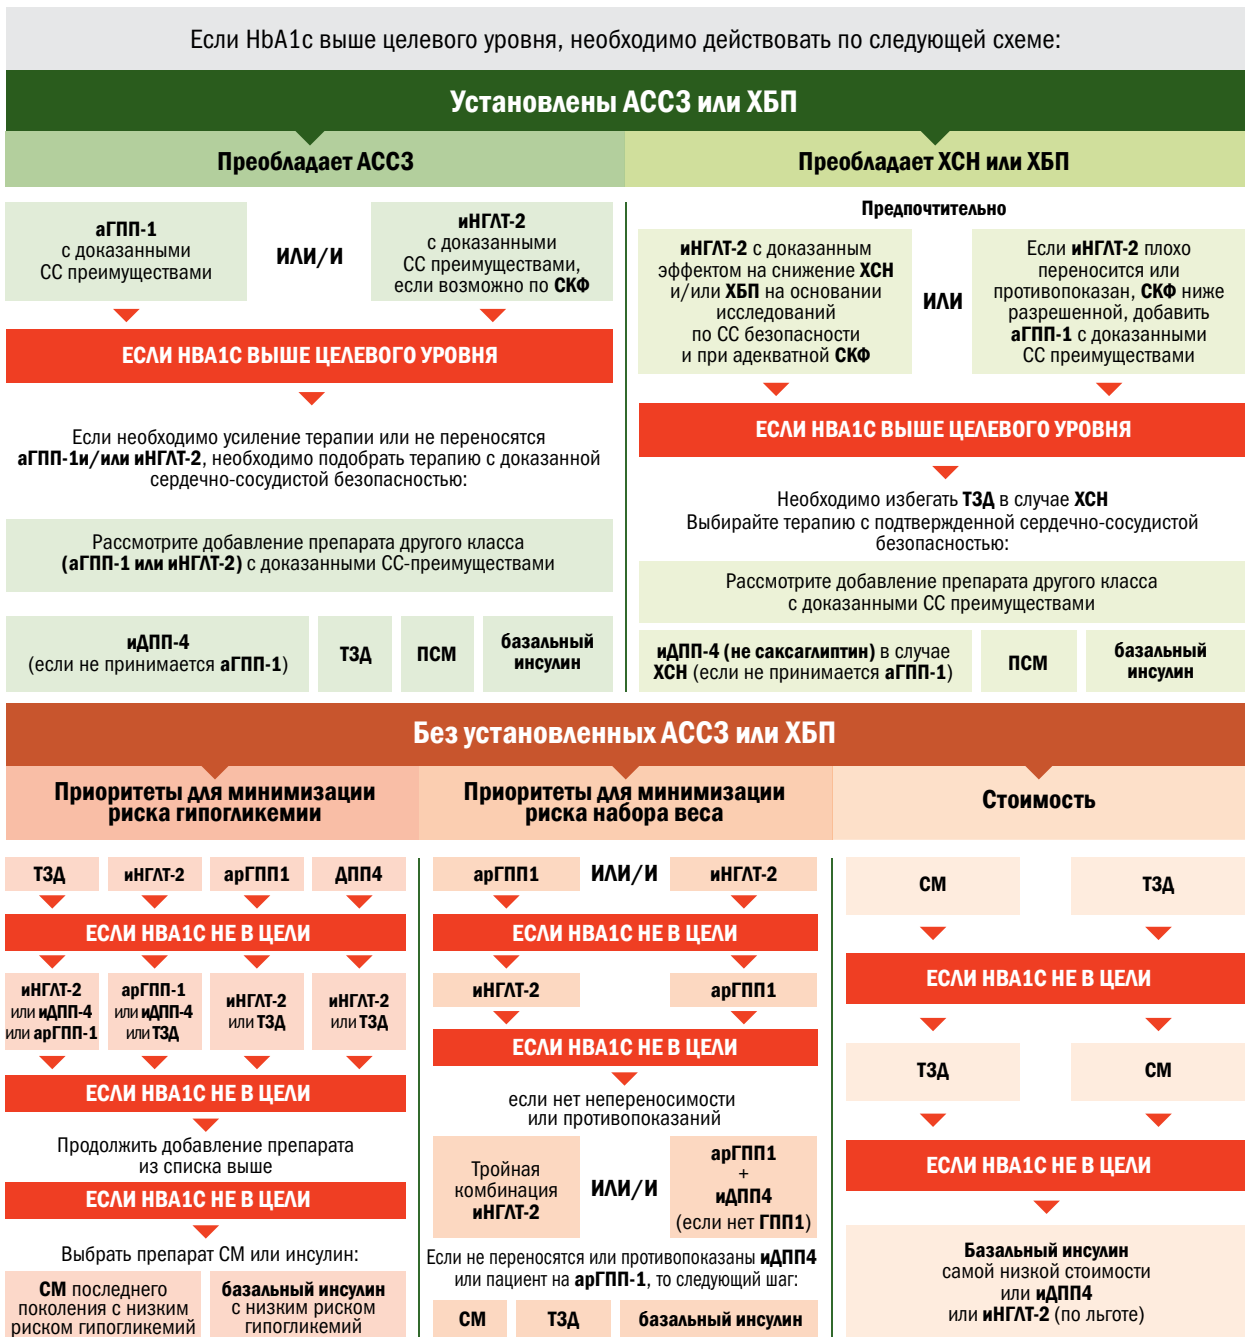 Если HbA1c выше целевого уровня, необходимо действовать по следующей схеме:
Установлены АССЗ или ХБП
Преобладает АССЗ
аГПП-1
с доказанными
СС преимуществами
ИЛИ/И
иНГЛТ-2
с доказанными
СС преимуществами,
если возможно по СКФ
ЕСЛИ HBA1C ВЫШЕ ЦЕЛЕВОГО УРОВНЯ
Если необходимо усиление терапии или не переносятся
аГПП-1и/или иНГЛТ-2, необходимо подобрать терапию с доказанной
сердечно-сосудистой безопасностью:
Рассмотрите добавление препарата другого класса
(аГПП-1 или иНГЛТ-2) с доказанными СС-преимуществами
иДПП-4
(если не принимается аГПП-1)
ТЗД
ПСМ
базальный
инсулин
Преобладает ХСН или ХБП
Предпочтительно
иНГЛТ-2 с доказанным
эффектом на снижение ХСН
и/или ХБП на основании
исследований
по СС безопасности
и при адекватной СКФ
ИЛИ
Если иНГЛТ-2 плохо
переносится или
противопоказан, СКФ ниже
разрешенной, добавить
аГПП-1 с доказанными
СС преимуществами
ЕСЛИ HBA1C ВЫШЕ ЦЕЛЕВОГО УРОВНЯ
Необходимо избегать ТЗД в случае ХСН
Выбирайте терапию с подтвержденной сердечно-сосудистой
безопасностью:
Рассмотрите добавление препарата другого класса
с доказанными СС преимуществами
иДПП-4 (не саксаглиптин) в случае
ХСН (если не принимается аГПП-1)
ПСМ
базальный
инсулин
Без установленных АССЗ или ХБП
Приоритеты для минимизации
риска гипогликемии
ТЗД
иНГЛТ-2
арГПП1
ДПП4
ЕСЛИ HBA1C НЕ В ЦЕЛИ
иНГЛТ-2
или иДПП-4
или арГПП-1
арГПП-1
или иДПП-4
или ТЗД
иНГЛТ-2
или ТЗД
иНГЛТ-2
или ТЗД
ЕСЛИ HBA1C НЕ В ЦЕЛИ
Продолжить добавление препарата
из списка выше
ЕСЛИ HBA1C НЕ В ЦЕЛИ
Выбрать препарат СМ или инсулин:
СМ последнего
поколения с низким
риском гипогликемий
базальный инсулин
с низким риском
гипогликемий
Приоритеты для минимизации
риска набора веса
арГПП1
ИЛИ/И
иНГЛТ-2
ЕСЛИ HBA1C НЕ В ЦЕЛИ
иНГЛТ-2
арГПП1
ЕСЛИ HBA1C НЕ В ЦЕЛИ
если нет непереносимости
или противопоказаний
Тройная
комбинация
иНГЛТ-2
ИЛИ/И
арГПП1
+
иДПП4
(если нет ГПП1)
Если не переносятся или противопоказаны иДПП4
или пациент на арГПП-1, то следующий шаг:
СМ
ТЗД
базальный инсулин
Стоимость
СМ
ТЗД
ЕСЛИ HBA1C НЕ В ЦЕЛИ
ТЗД
СМ
ЕСЛИ HBA1C НЕ В ЦЕЛИ
Базальный инсулин
самой низкой стоимости
или иДПП4
или иНГЛТ-2 (по льготе)